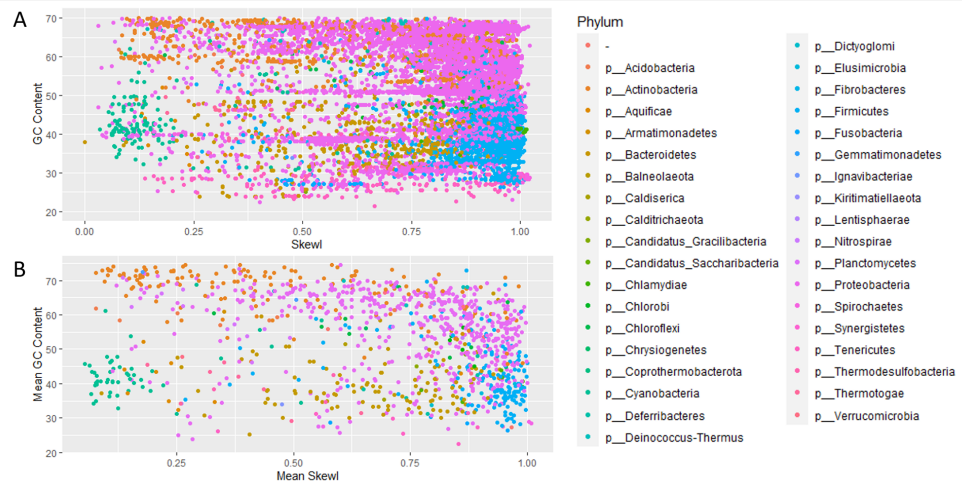 A
70
60
50
40
30
20
GC Content
0.00 0.25 0.50 0.75 1.00
Skewl
B
70
60
50
40
30
20
Mean GC Content
0.25 0.50 0.75 1.00
Mean Skewl
Phylum
-
p__Acidobacteria
p__Actinobacteria
p__Aquificae
p__Armatimonadetes
p__Bacteroidetes
p__Balneolaeota
p__Caldiserica
p__Calditrichaeota
p__Candidatus_Gracilibacteria
p__Candidatus_Saccharibacteria
p__Chlamydiae
p__Chlorobi
p__Chloroflexi
p__Chrysiogenetes
p__Coprothermobacterota
p__Cyanobacteria
p__Deferribacteres
p__Deinococcus-Thermus
p__Dictyoglomi
p__Elusimicrobia
p__Fibrobacteres
p__Firmicutes
p__Fusobacteria
p__Gemmatimonadetes
p__Ignavibacteriae
p__Kiritimatiellaeota
p__Lentisphaerae
p__Nitrospirae
p__Planctomycetes
p__Proteobacteria
p__Spirochaetes
p__Synergistetes
p__Tenericutes
p__Thermodesulfobacteria
p__Thermotogae
p__Verrucomicrobia